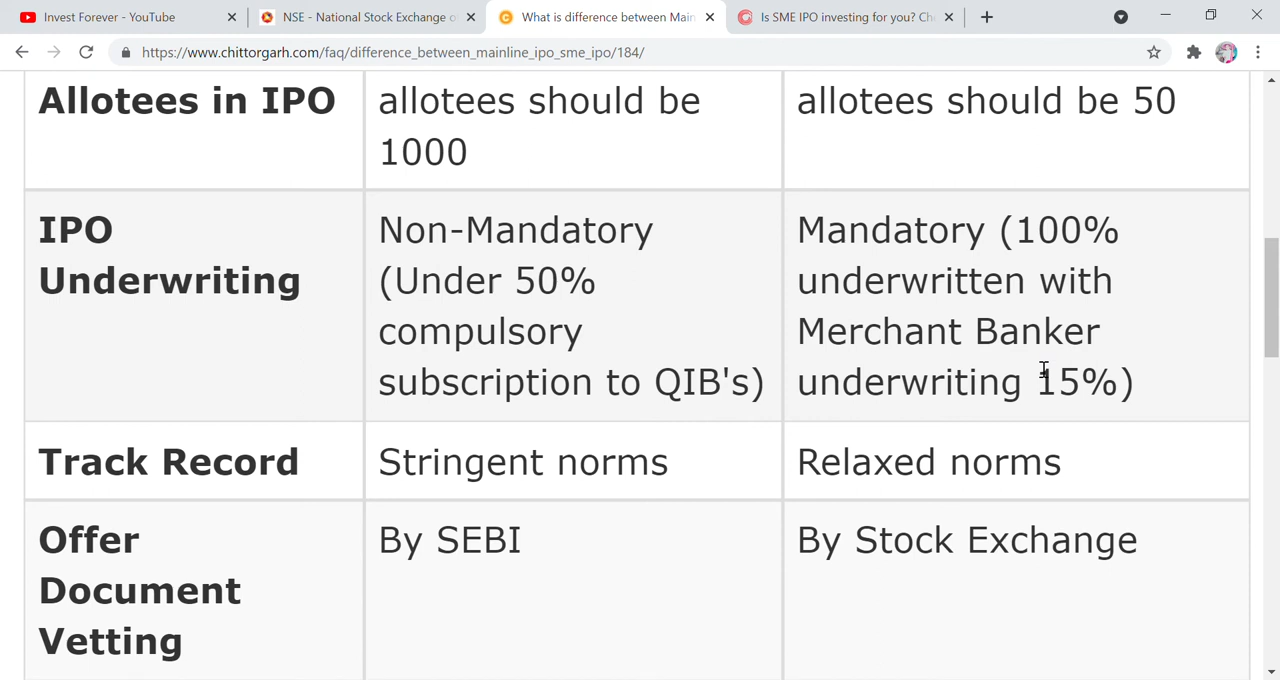 Invest Forever - YouTube
NSE - National Stock Exchange o
What is difference between Main
Is SME IPO investing for you? Ch
https://www.chittorgarh.com/faq/difference_between_mainline_ipo_sme_ipo/184/
Allotees in IPO
allotees should be
1000
allotees should be 50
IPO
Underwriting
Non-Mandatory
(Under 50%
compulsory
subscription to QIB's)
Mandatory (100%
underwritten with
Merchant Banker
underwriting 15%)
Track Record
Stringent norms
Relaxed norms
Offer
Document
Vetting
By SEBI
By Stock Exchange